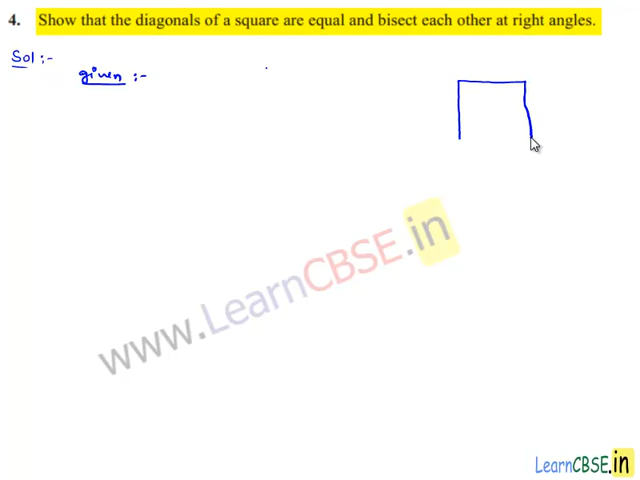 4. Show that the diagonals of a square are equal and bisect each other at right angles.
Sol :-
given :-
www.LearnCBSE.in
LearnCBSE.in